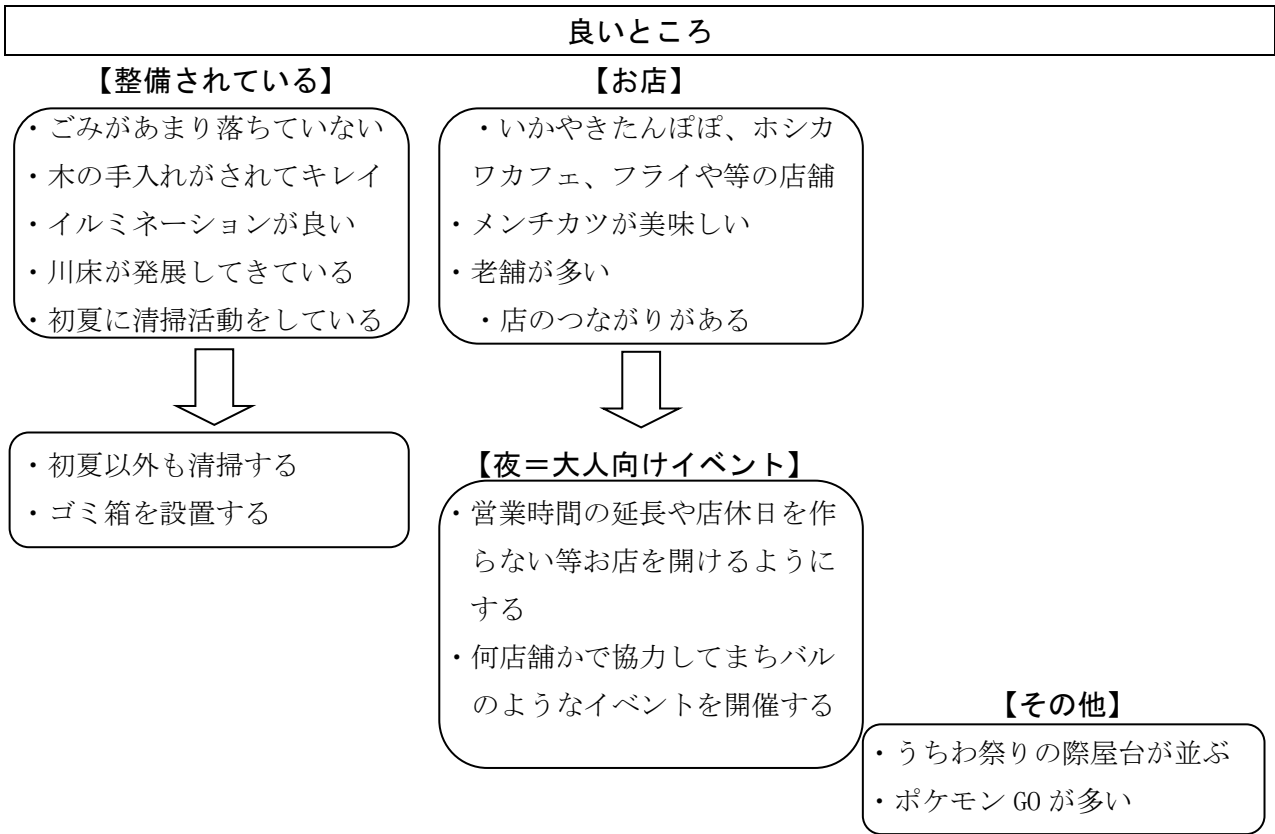 良いところ
【整備されている】
・ごみがあまり落ちていない
・木の手入れがされてキレイ
・イルミネーションが良い
・川床が発展してきている
・初夏に清掃活動をしている
・初夏以外も清掃する
・ゴミ箱を設置する
【お店】
・いかやきたんぽぽ、ホシカ
ワカフェ、フライや等の店舗
・メンチカツが美味しい
・老舗が多い
・店のつながりがある
【夜＝大人向けイベント】
・営業時間の延長や店休日を作
らない等お店を開けるように
する
・何店舗かで協力してまちバル
のようなイベントを開催する
【その他】
・うちわ祭りの際屋台が並ぶ
・ポケモン GO が多い